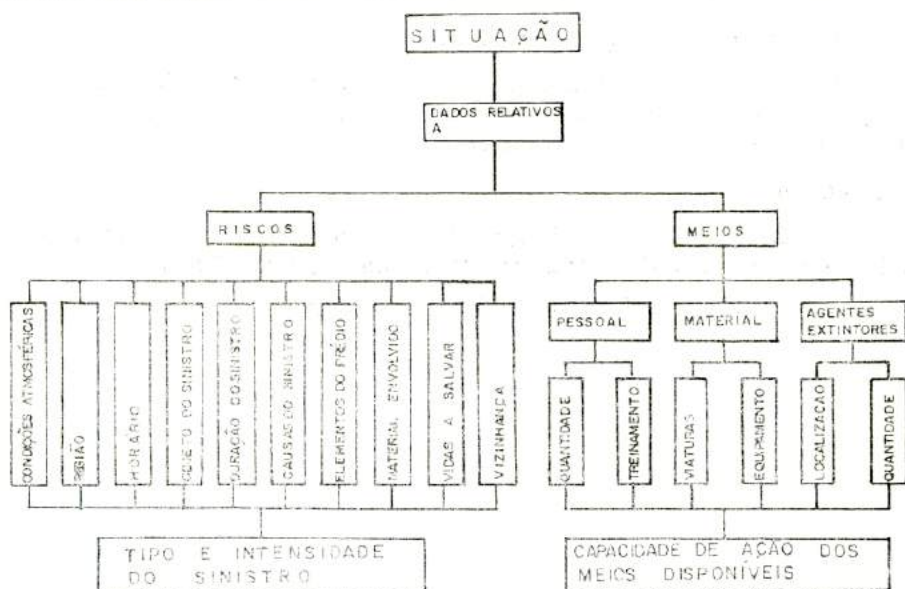 SITUAÇÃO
DADOS RELATIVOS
A
RISCOS
MEIOS
CONDIÇÕES ATMOSFÉRICAS
REGIÃO
HORÁRIO
OBJETO DO SINISTRO
DURAÇÃO DO SINISTRO
CAUSAS DO SINISTRO
ELEMENTOS DO PRÉDIO
MATERIAL ENVOLVIDO
VIDAS A SALVAR
VIZINHANÇA
PESSOAL
MATERIAL
AGENTES
EXTINTORES
QUANTIDADE
TREINAMENTO
VIATURAS
EQUIPAMENTO
LOCALIZACAO
QUANTIDADE
TIPO E INTENSIDADE
DO SINISTRO
CAPACIDADE DE AÇÃO DOS
MEIOS DISPONÍVEIS